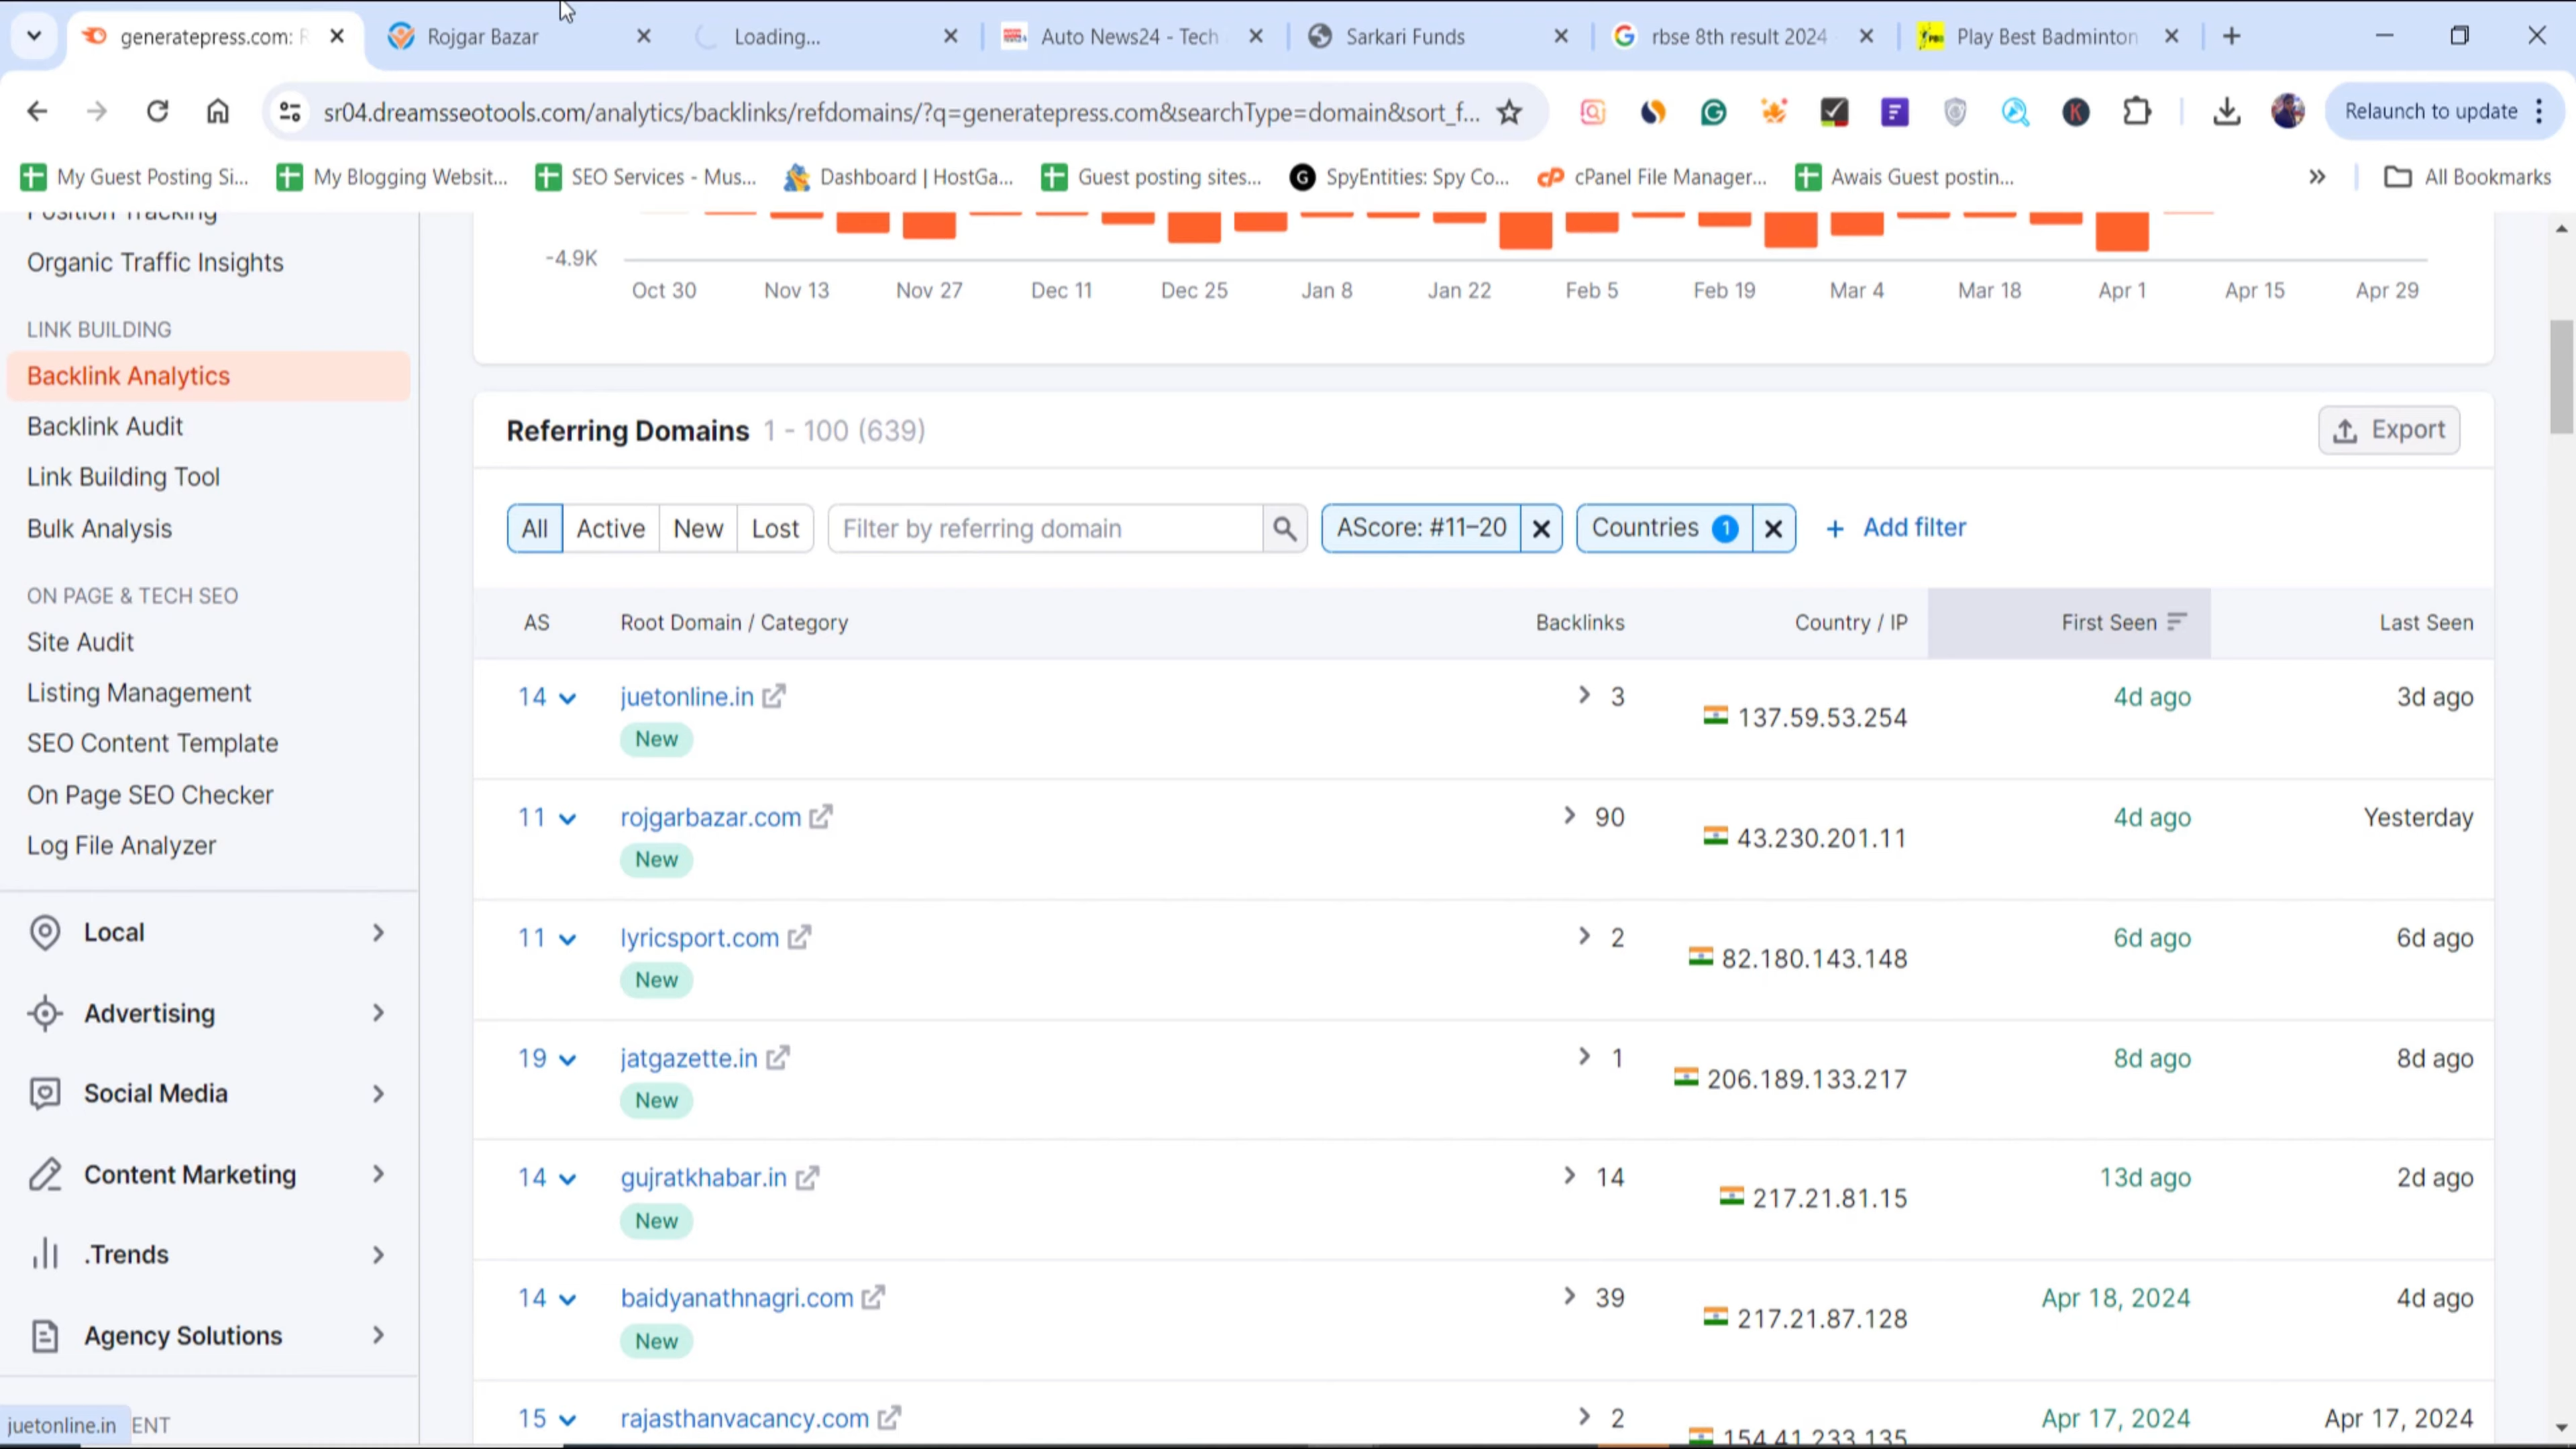 generatepress.com: R
Rojgar Bazar
Loading...
Auto News24 - Tech
Sarkari Funds
rbse 8th result 2024
Play Best Badminton
sr04.dreamsseotools.com/analytics/backlinks/refdomains/?q=generatepress.com&searchType=domain&sort_f...
Relaunch to update
My Guest Posting Si...
My Blogging Websit...
SEO Services - Mus...
Dashboard | HostGa...
Guest posting sites...
SpyEntities: Spy Co...
cPanel File Manager...
Awais Guest postin...
All Bookmarks
Position Tracking
Organic Traffic Insights
LINK BUILDING
Backlink Analytics
Backlink Audit
Link Building Tool
Bulk Analysis
ON PAGE & TECH SEO
Site Audit
Listing Management
SEO Content Template
On Page SEO Checker
Log File Analyzer
Local
Advertising
Social Media
Content Marketing
.Trends
Agency Solutions
juetonline.in
ENT
-4.9K
Oct 30 Nov 13 Nov 27 Dec 11 Dec 25 Jan 8 Jan 22 Feb 5 Feb 19 Mar 4 Mar 18 Apr 1 Apr 15 Apr 29
Referring Domains 1 - 100 (639)
Export
All Active New Lost Filter by referring domain AScore: #11–20 Countries 1 + Add filter
AS Root Domain / Category Backlinks Country / IP First Seen Last Seen
14 juetonline.in 3 137.59.53.254 4d ago 3d ago
New
11 rojgarbazar.com 90 43.230.201.11 4d ago Yesterday
New
11 lyricsport.com 2 82.180.143.148 6d ago 6d ago
New
19 jatgazette.in 1 206.189.133.217 8d ago 8d ago
New
14 gujratkhabar.in 14 217.21.81.15 13d ago 2d ago
New
14 baidyanathnagri.com 39 217.21.87.128 Apr 18, 2024 4d ago
New
15 rajasthanvacancy.com 2 154.41.233.135 Apr 17, 2024 Apr 17, 2024